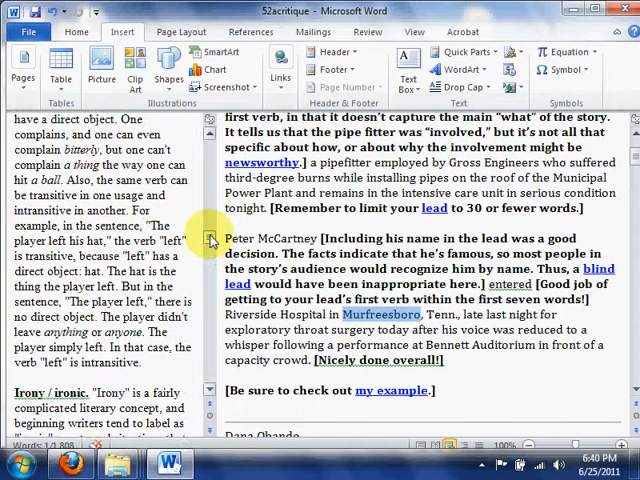 52acritique - Microsoft Word
File Home Insert Page Layout References Mailings Review View
Pages
Table
Picture
Clip Art
Shapes
SmartArt
Chart
Screenshot
Links
Header
Footer
Page Number
Text Box
Quick Parts
WordArt
Drop Cap
Equation
Symbol
Tables Illustrations Header & Footer Text Symbols
have a direct object. One
complains, and one can even
complain bitterly, but one can't
complain a thing the way one can
hit a ball. Also, the same verb can
be transitive in one usage and
intransitive in another. For
example, in the sentence, "The
player left his hat," the verb "left"
is transitive, because "left" has a
direct object: hat. The hat is the
thing the player left. But in the
sentence, "The player left," there is
no direct object. The player didn't
leave anything or anyone. The
player simply left. In that case, the
verb "left" is intransitive.
Irony / ironic. "Irony" is a fairly
complicated literary concept, and
beginning writers tend to label as
first verb, in that it doesn't capture the main “what” of the story.
It tells us that the pipe fitter was “involved,” but it's not all that
specific about how, or about why the involvement might be
newsworthy.] a pipefitter employed by Gross Engineers who suffered
third-degree burns while installing pipes on the roof of the Municipal
Power Plant and remains in the intensive care unit in serious condition
tonight. [Remember to limit your lead to 30 or fewer words.]
Peter McCartney [Including his name in the lead was a good
decision. The facts indicate that he's famous, so most people in
the story's audience would recognize him by name. Thus, a blind
lead would have been inappropriate here.] entered [Good job of
getting to your lead's first verb within the first seven words!]
Riverside Hospital in Murfreesboro, Tenn., late last night for
exploratory throat surgery today after his voice was reduced to a
whisper following a performance at Bennett Auditorium in front of a
capacity crowd. [Nicely done overall!]
[Be sure to check out my example.]
Dana Obando
Words: 1/1,808
100%
6:40 PM
6/25/2011